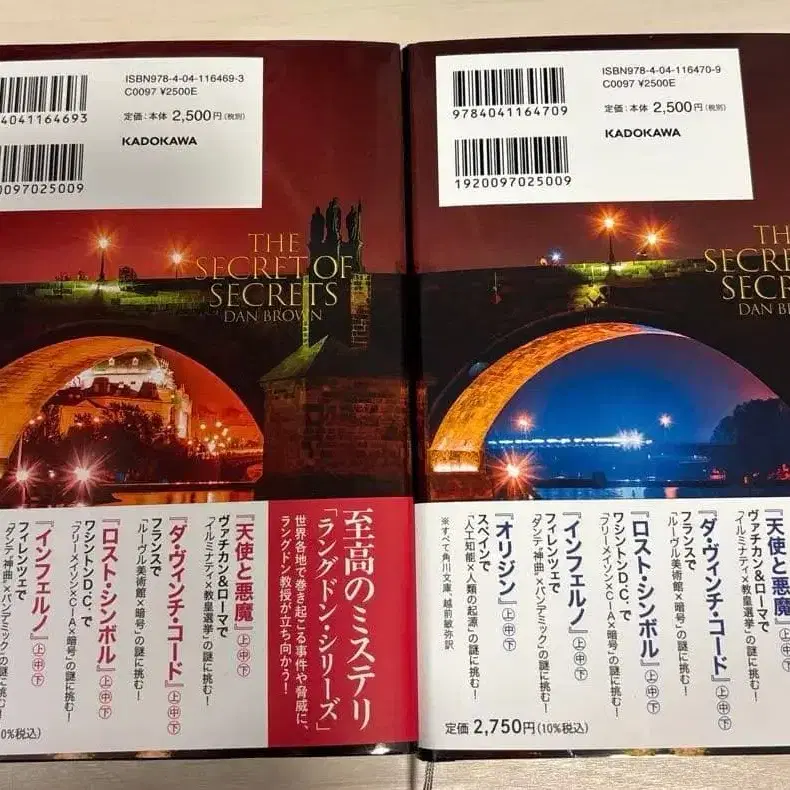 ISBN978-4-04-116469-3
C0097 ¥2500E
定価:本体 2,500円(税別)
KADOKAWA
4041164693
0097025009
THE
SECRET OF
SECRETS
DAN BROWN
至高のミステリ
「ラングドン・シリーズ」
世界各地で巻き起こる事件や脅威に、
ラングドン教授が立ち向かう!
『天使と悪魔』上中下
ヴァチカン&ローマで
「イルミナティ×教皇選挙」の謎に挑む!
『ダ・ヴィンチ・コード』上中下
フランスで
「ルーヴル美術館×暗号」の謎に挑む!
『ロスト・シンボル』上中下
ワシントンD.C.で
「フリーメイソン×CIA×暗号」の謎に挑む!
『インフェルノ』上中下
フィレンツェで
「ダンテ“神曲”×パンデミック」の謎に挑む!
0%税込)
ISBN978-4-04-116470-9
C0097 ¥2500E
定価:本体 2,500円(税別)
KADOKAWA
9784041164709
1920097025009
TH
SECRE
SECR
DAN B
『天使と悪魔』上中下
ヴァチカン&ローマで
「イルミナティ×教皇選挙」の謎に挑む!
『ダ・ヴィンチ・コード』上中下
フランスで
「ルーヴル美術館×暗号」の謎に挑む!
『ロスト・シンボル』上中下
ワシントンD.C.で
「フリーメイソン×CIA×暗号」の謎に挑む!
『インフェルノ』上中下
フィレンツェで
「ダンテ“神曲”×パンデミック」の謎に挑む!
『オリジン』上中下
スペインで
「人工知能×人類の起源」の謎に挑む!
※すべて角川文庫、越前敏弥訳
定価 2,750円(10%税込)